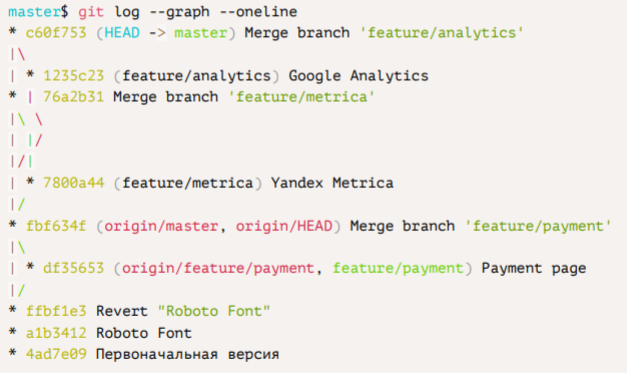 master$ git log --graph --oneline
* c60f753 (HEAD -> master) Merge branch 'feature/analytics'
|\
| * 1235c23 (feature/analytics) Google Analytics
* | 76a2b31 Merge branch 'feature/metrica'
|\ \
| |/
|/|
| * 7800a44 (feature/metrica) Yandex Metrica
|/
* fbf634f (origin/master, origin/HEAD) Merge branch 'feature/payment'
|\
| * df35653 (origin/feature/payment, feature/payment) Payment page
|/
* ffbf1e3 Revert "Roboto Font"
* a1b3412 Roboto Font
* 4ad7e09 Первоначальная версия